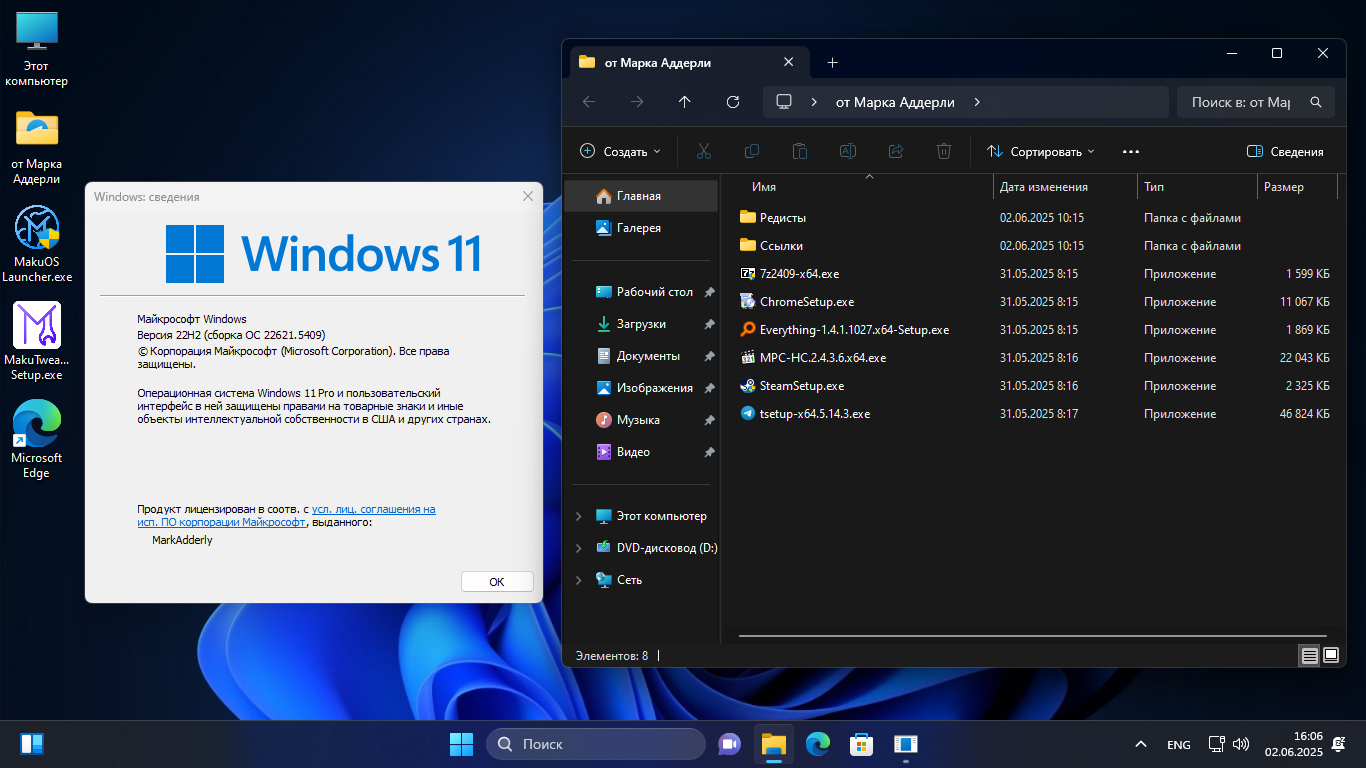 Этот
компьютер
от Марка
Аддерли
MakuOS
Launcher.exe
MakuTwea...
Setup.exe
Microsoft
Edge
Windows: сведения
Windows 11
Майкрософт Windows
Версия 22H2 (сборка ОС 22621.5409)
© Корпорация Майкрософт (Microsoft Corporation). Все права
защищены.
Операционная система Windows 11 Pro и пользовательский
интерфейс в ней защищены правами на товарные знаки и иные
объекты интеллектуальной собственности в США и других странах.
Продукт лицензирован в соотв. с усл. лиц. соглашения на
исп. ПО корпорации Майкрософт, выданного:
MarkAdderly
ОК
от Марка Аддерли
от Марка Аддерли
Поиск в: от Мар
Создать
Сортировать
Сведения
Главная
Галерея
Рабочий стол
Загрузки
Документы
Изображения
Музыка
Видео
Этот компьютер
DVD-дисковод (D:)
Сеть
Имя Дата изменения Тип Размер
Редисты 02.06.2025 10:15 Папка с файлами
Ссылки 02.06.2025 10:15 Папка с файлами
7z2409-x64.exe 31.05.2025 8:15 Приложение 1 599 КБ
ChromeSetup.exe 31.05.2025 8:15 Приложение 11 067 КБ
Everything-1.4.1.1027.x64-Setup.exe 31.05.2025 8:15 Приложение 1 869 КБ
MPC-HC.2.4.3.6.x64.exe 31.05.2025 8:16 Приложение 22 043 КБ
SteamSetup.exe 31.05.2025 8:16 Приложение 2 325 КБ
tsetup-x64.5.14.3.exe 31.05.2025 8:17 Приложение 46 824 КБ
Элементов: 8
Поиск
ENG
16:06
02.06.2025